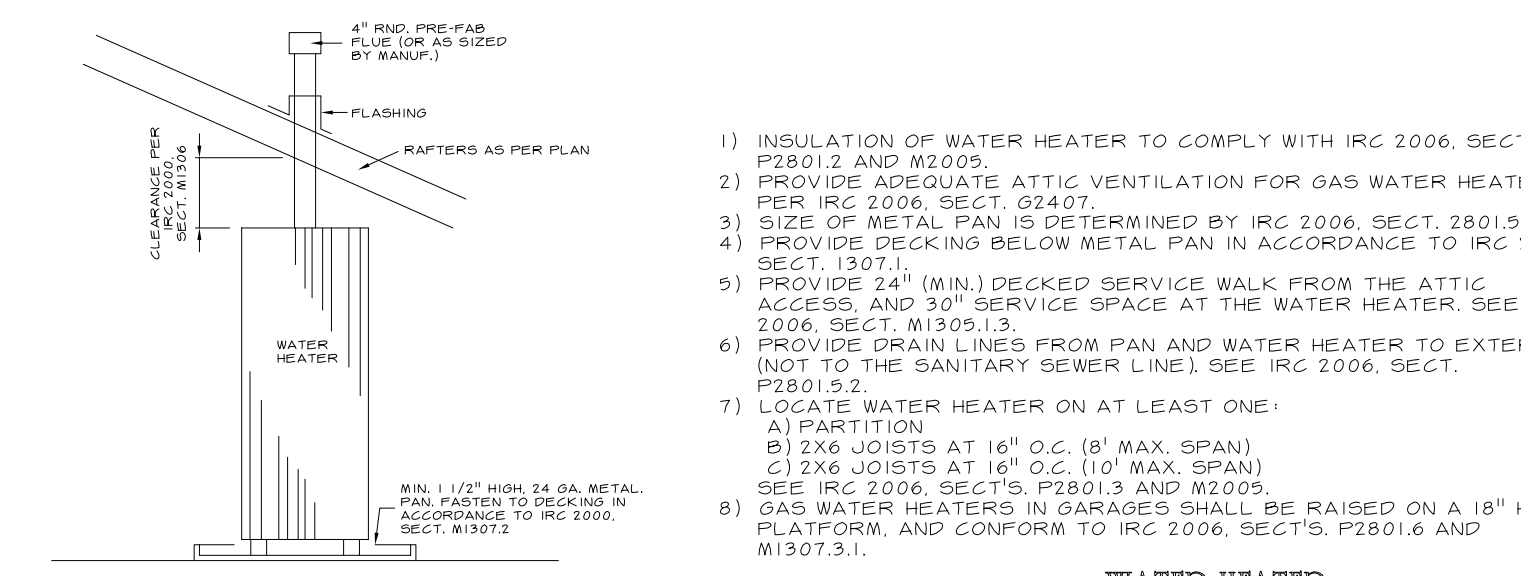 4" RND. PRE-FAB
FLUE (OR AS SIZED
BY MANUF.)
FLASHING
RAFTERS AS PER PLAN
CLEARANCE PER
IRC 2000,
SECT. M1306
WATER
HEATER
MIN. 1 1/2" HIGH, 24 GA. METAL.
PAN. FASTEN TO DECKING IN
ACCORDANCE TO IRC 2000,
SECT. M1307.2
1) INSULATION OF WATER HEATER TO COMPLY WITH IRC 2006, SECT
P2801.2 AND M2005.
2) PROVIDE ADEQUATE ATTIC VENTILATION FOR GAS WATER HEATE
PER IRC 2006, SECT. G2407.
3) SIZE OF METAL PAN IS DETERMINED BY IRC 2006, SECT. 2801.5
4) PROVIDE DECKING BELOW METAL PAN IN ACCORDANCE TO IRC
SECT. 1307.1.
5) PROVIDE 24" (MIN.) DECKED SERVICE WALK FROM THE ATTIC
ACCESS, AND 30" SERVICE SPACE AT THE WATER HEATER. SEE
2006, SECT. M1305.1.3.
6) PROVIDE DRAIN LINES FROM PAN AND WATER HEATER TO EXTER
(NOT TO THE SANITARY SEWER LINE). SEE IRC 2006, SECT.
P2801.5.2.
7) LOCATE WATER HEATER ON AT LEAST ONE:
A) PARTITION
B) 2X6 JOISTS AT 16" O.C. (8' MAX. SPAN)
C) 2X6 JOISTS AT 16" O.C. (10' MAX. SPAN)
SEE IRC 2006, SECT'S. P2801.3 AND M2005.
8) GAS WATER HEATERS IN GARAGES SHALL BE RAISED ON A 18" H
PLATFORM, AND CONFORM TO IRC 2006, SECT'S. P2801.6 AND
M1307.3.1.
WATER HEATER